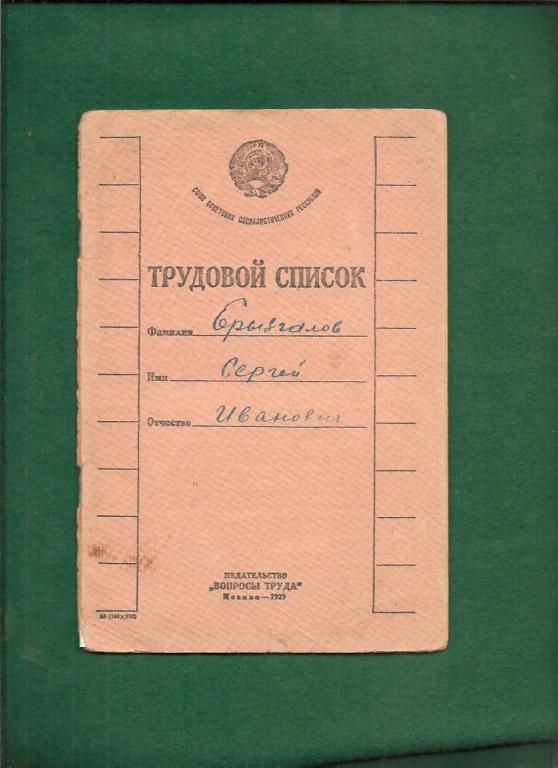 СОЮЗ СОВЕТСКИХ СОЦИАЛИСТИЧЕСКИХ РЕСПУБЛИК
ТРУДОВОЙ СПИСОК
Фамилия Брызгалов
Имя Сергей
Отчество Иванович
ИЗДАТЕЛЬСТВО
„ВОПРОСЫ ТРУДА“
Москва—1929